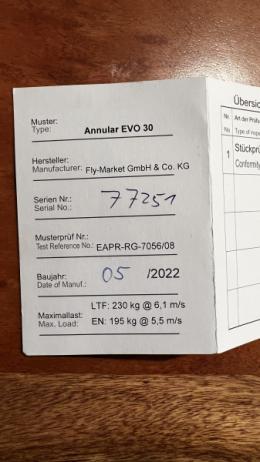 Muster:
Type: Annular EVO 30
Hersteller:
Manufacturer: Fly-Market GmbH & Co. KG
Serien Nr.:
Serial No.: 77251
Musterprüf Nr.:
Test Reference No.: EAPR-RG-7056/08
Baujahr:
Date of Manuf.: 05 /2022
Maximallast: LTF: 230 kg @ 6,1 m/s
Max. Load: EN: 195 kg @ 5,5 m/s
Übersic
Nr. Art der Prüfu
No Type of inspe
1 Stückprü
Conformity